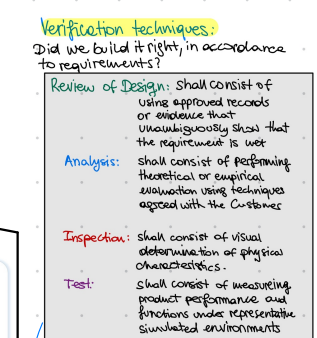 Verification techniques:
Did we build it right, in accordance
to requirements?
Review of Design: shall consist of
using approved records
or evidence that
unambiguously show that
the requirement is met
Analysis: shall consist of performing
theoretical or empirical
evaluation using techniques
agreed with the Customer
Inspection: shall consist of visual
determination of physical
characteristics.
Test: shall consist of measuring
product performance and
functions under representative
simulated environments